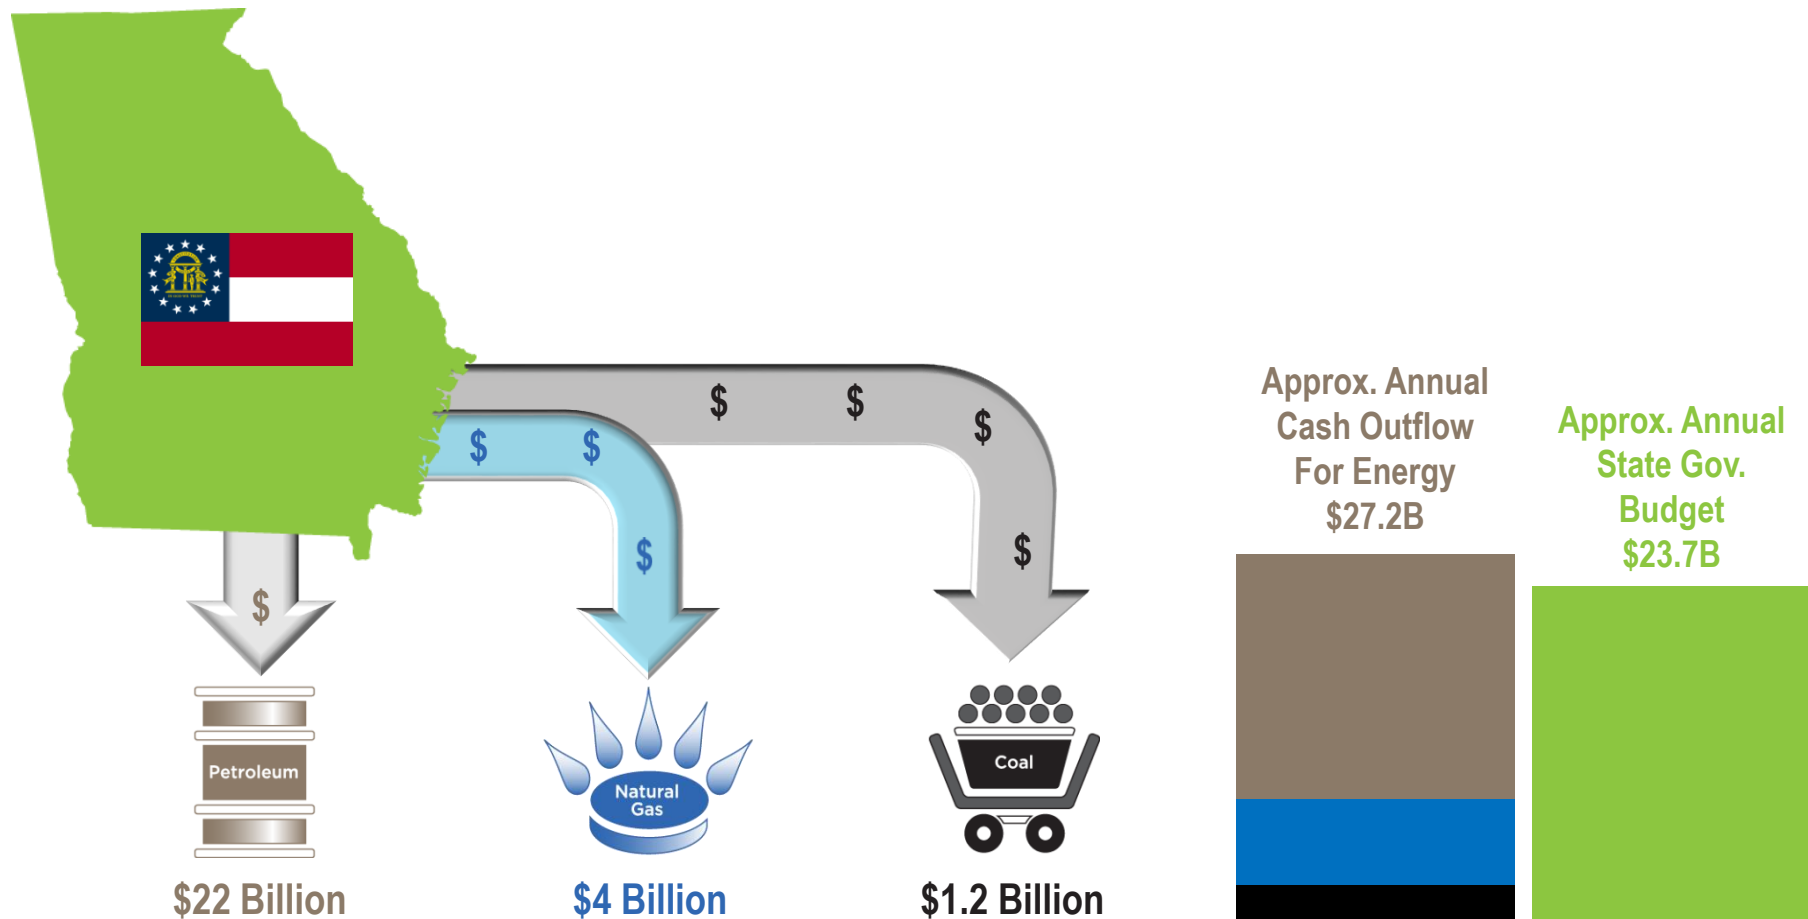 $ $ $
$ $
$ $
$
Petroleum
Natural
Gas
Coal
$22 Billion
$4 Billion
$1.2 Billion
Approx. Annual
Cash Outflow
For Energy
$27.2B
Approx. Annual
State Gov.
Budget
$23.7B